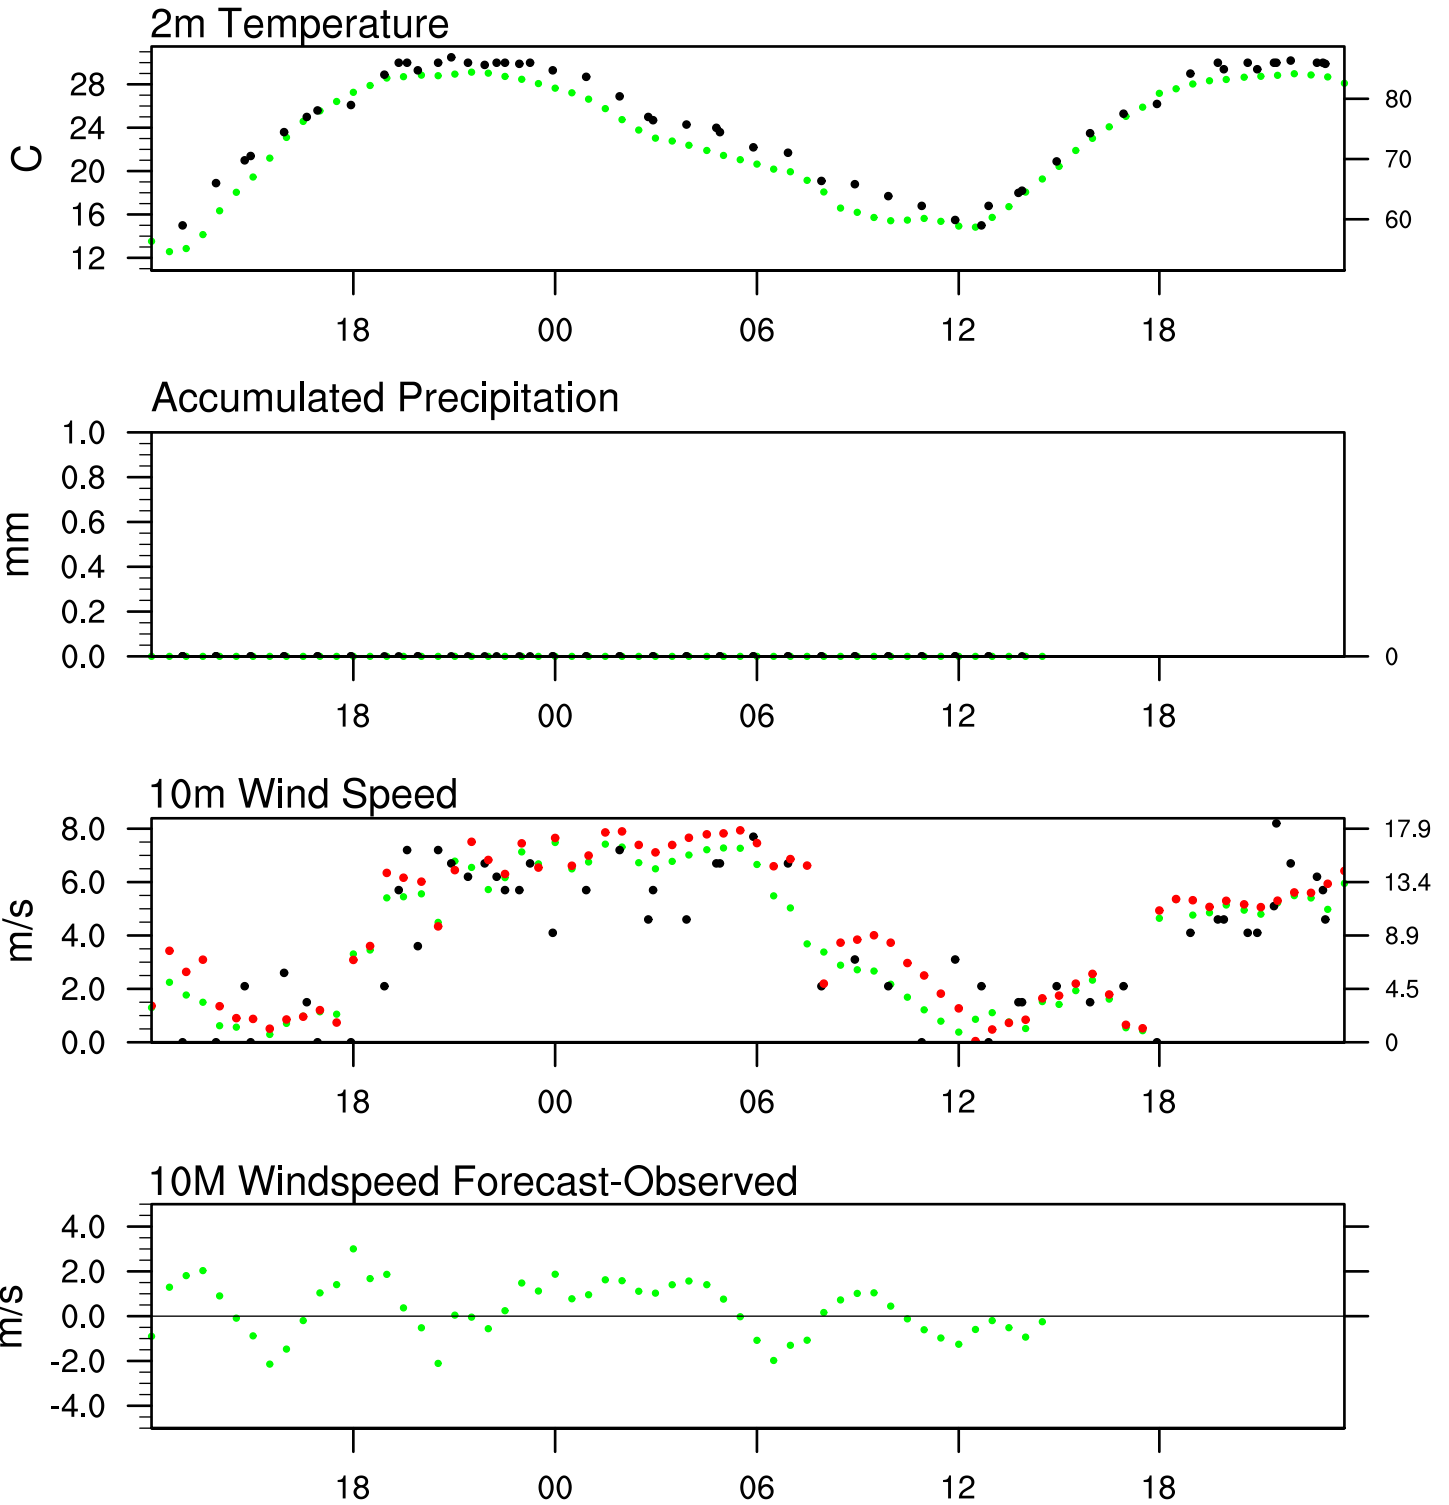 2m Temperature
C
28
24
20
16
12
80
70
60
18 00 06 12 18
Accumulated Precipitation
mm
1.0
0.8
0.6
0.4
0.2
0.0
0
18 00 06 12 18
10m Wind Speed
m/s
8.0
6.0
4.0
2.0
0.0
17.9
13.4
8.9
4.5
0
18 00 06 12 18
10M Windspeed Forecast-Observed
m/s
4.0
2.0
0.0
-2.0
-4.0
18 00 06 12 18